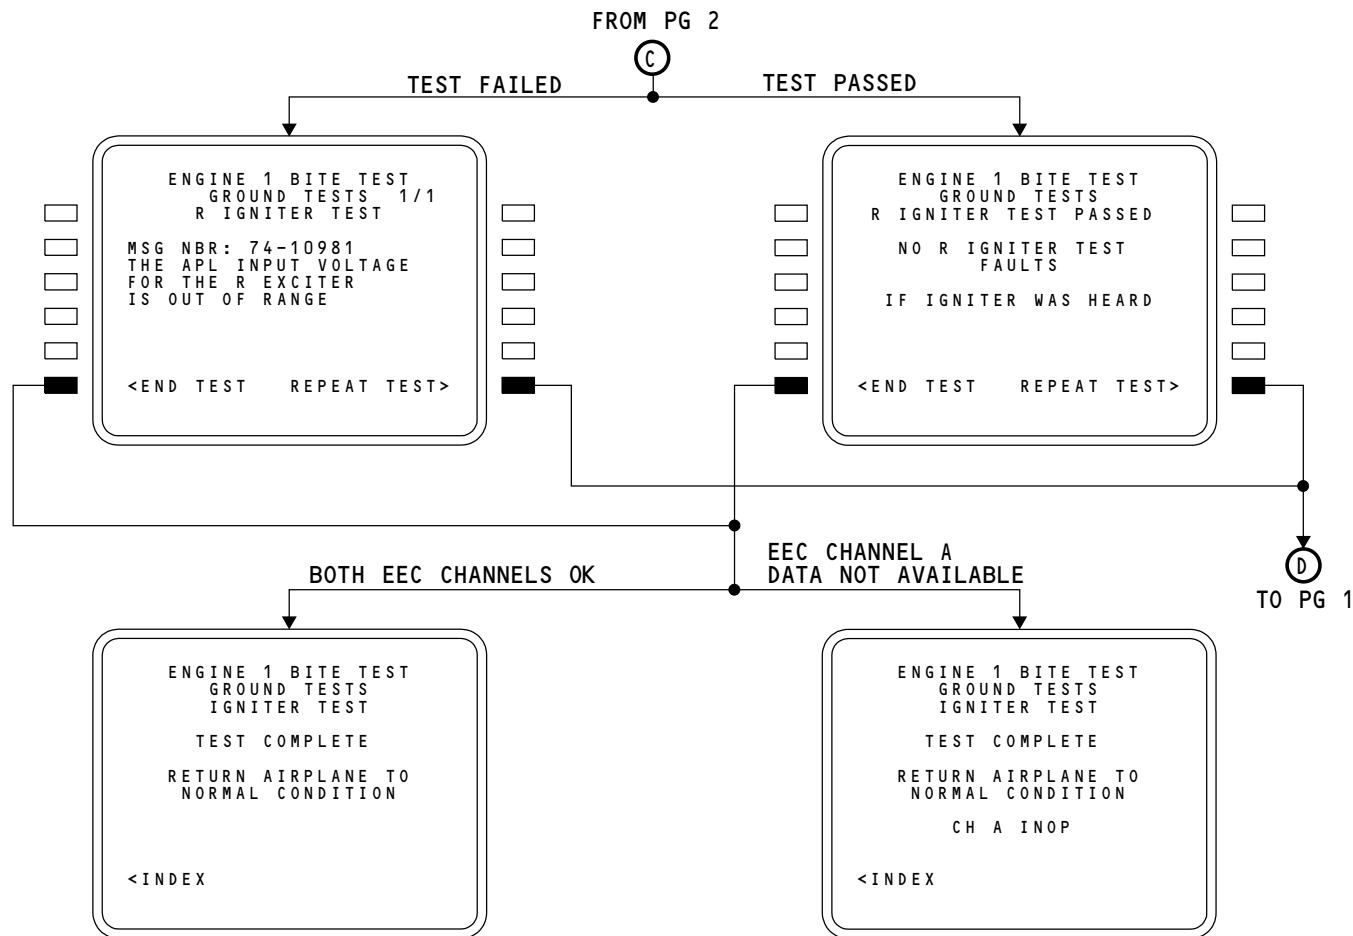 FROM PG 2
C
TEST FAILED
TEST PASSED
ENGINE 1 BITE TEST
GROUND TESTS 1/1
R IGNITER TEST
MSG NBR: 74-10981
THE APL INPUT VOLTAGE
FOR THE R EXCITER
IS OUT OF RANGE
<END TEST REPEAT TEST>
ENGINE 1 BITE TEST
GROUND TESTS
R IGNITER TEST PASSED
NO R IGNITER TEST
FAULTS
IF IGNITER WAS HEARD
<END TEST REPEAT TEST>
D
TO PG 1
BOTH EEC CHANNELS OK
EEC CHANNEL A
DATA NOT AVAILABLE
ENGINE 1 BITE TEST
GROUND TESTS
IGNITER TEST
TEST COMPLETE
RETURN AIRPLANE TO
NORMAL CONDITION
<INDEX
ENGINE 1 BITE TEST
GROUND TESTS
IGNITER TEST
TEST COMPLETE
RETURN AIRPLANE TO
NORMAL CONDITION
CH A INOP
<INDEX